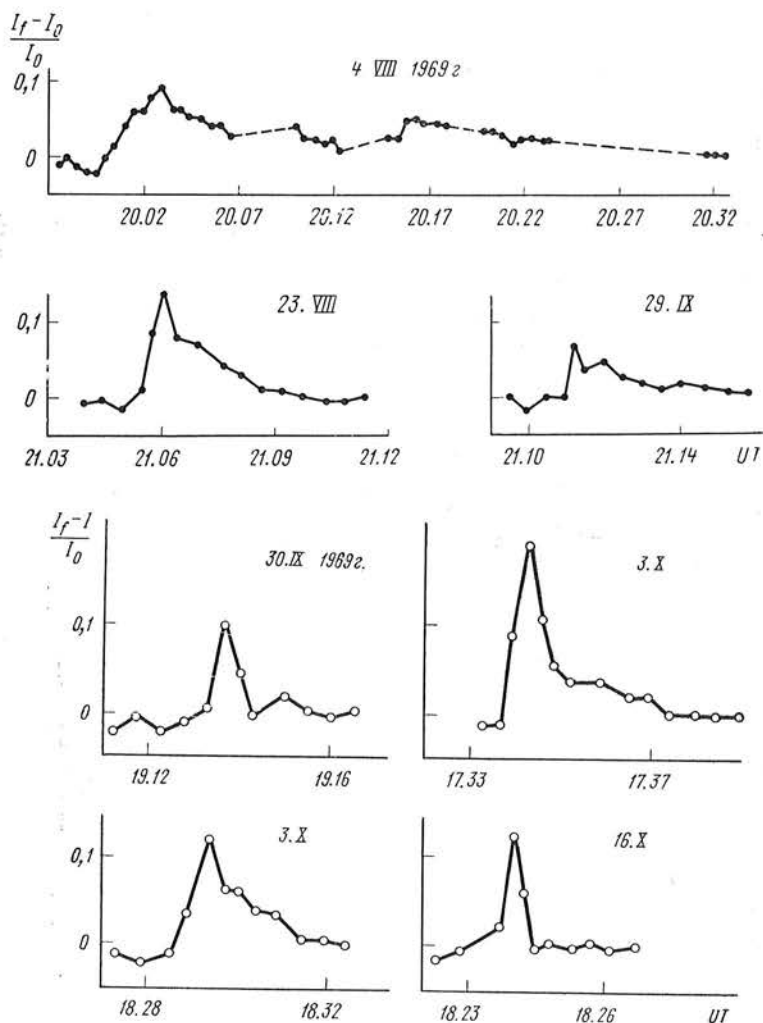 I_f – I_0
I_0
4 VIII 1969 г
0,1
0
20.02 20.07 20.12 20.17 20.22 20.27 20.32
23. VIII
29. IX
0,1
0
21.03 21.06 21.09 21.12
21.10 21.14 UT
I_f – I
I_0
30.IX 1969г.
3.X
0,1
0
19.12 19.16
17.33 17.37
3.X
16.X
0,1
0
18.28 18.32
18.23 18.26 UT